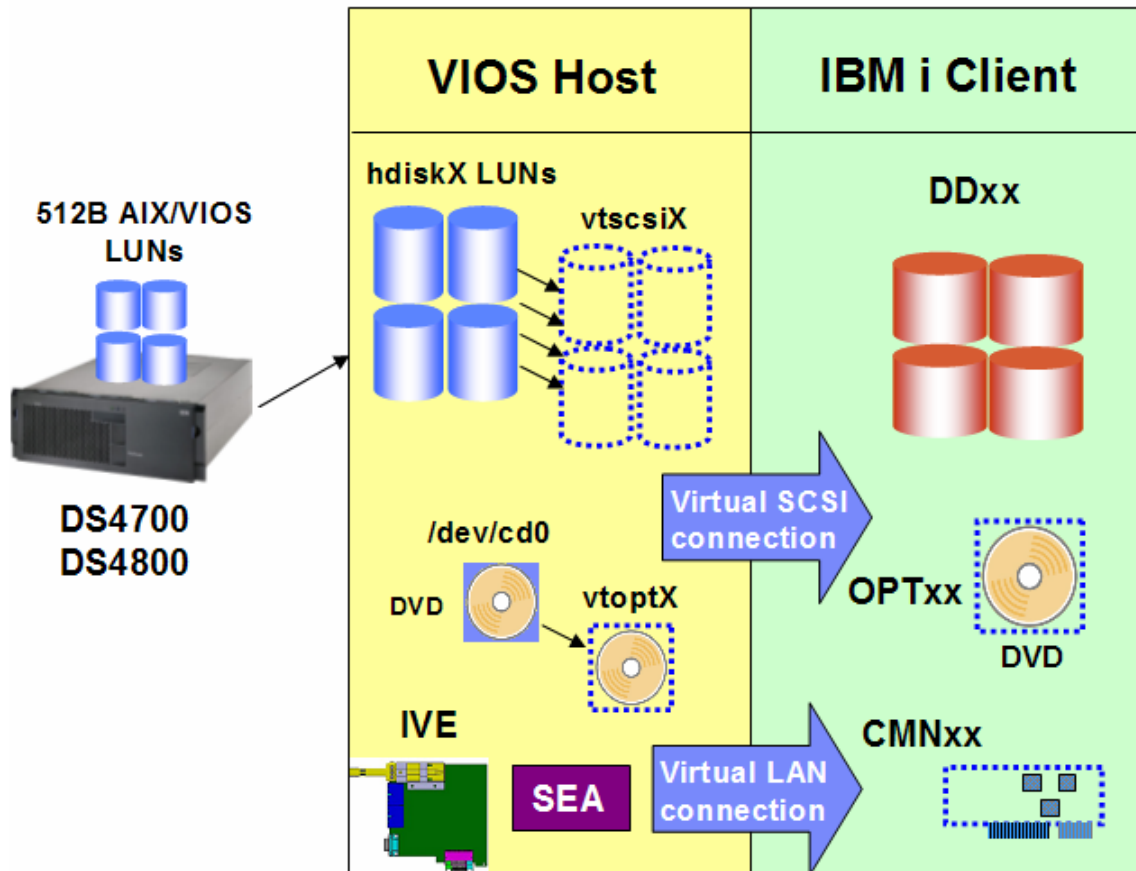 VIOS Host
IBM i Client
hdiskX LUNs
DDxx
512B AIX/VIOS
LUNs
vtscsiX
DS4700
DS4800
Virtual SCSI
connection
/dev/cd0
DVD
vtoptX
OPTxx
DVD
IVE
SEA
Virtual LAN
connection
CMNxx